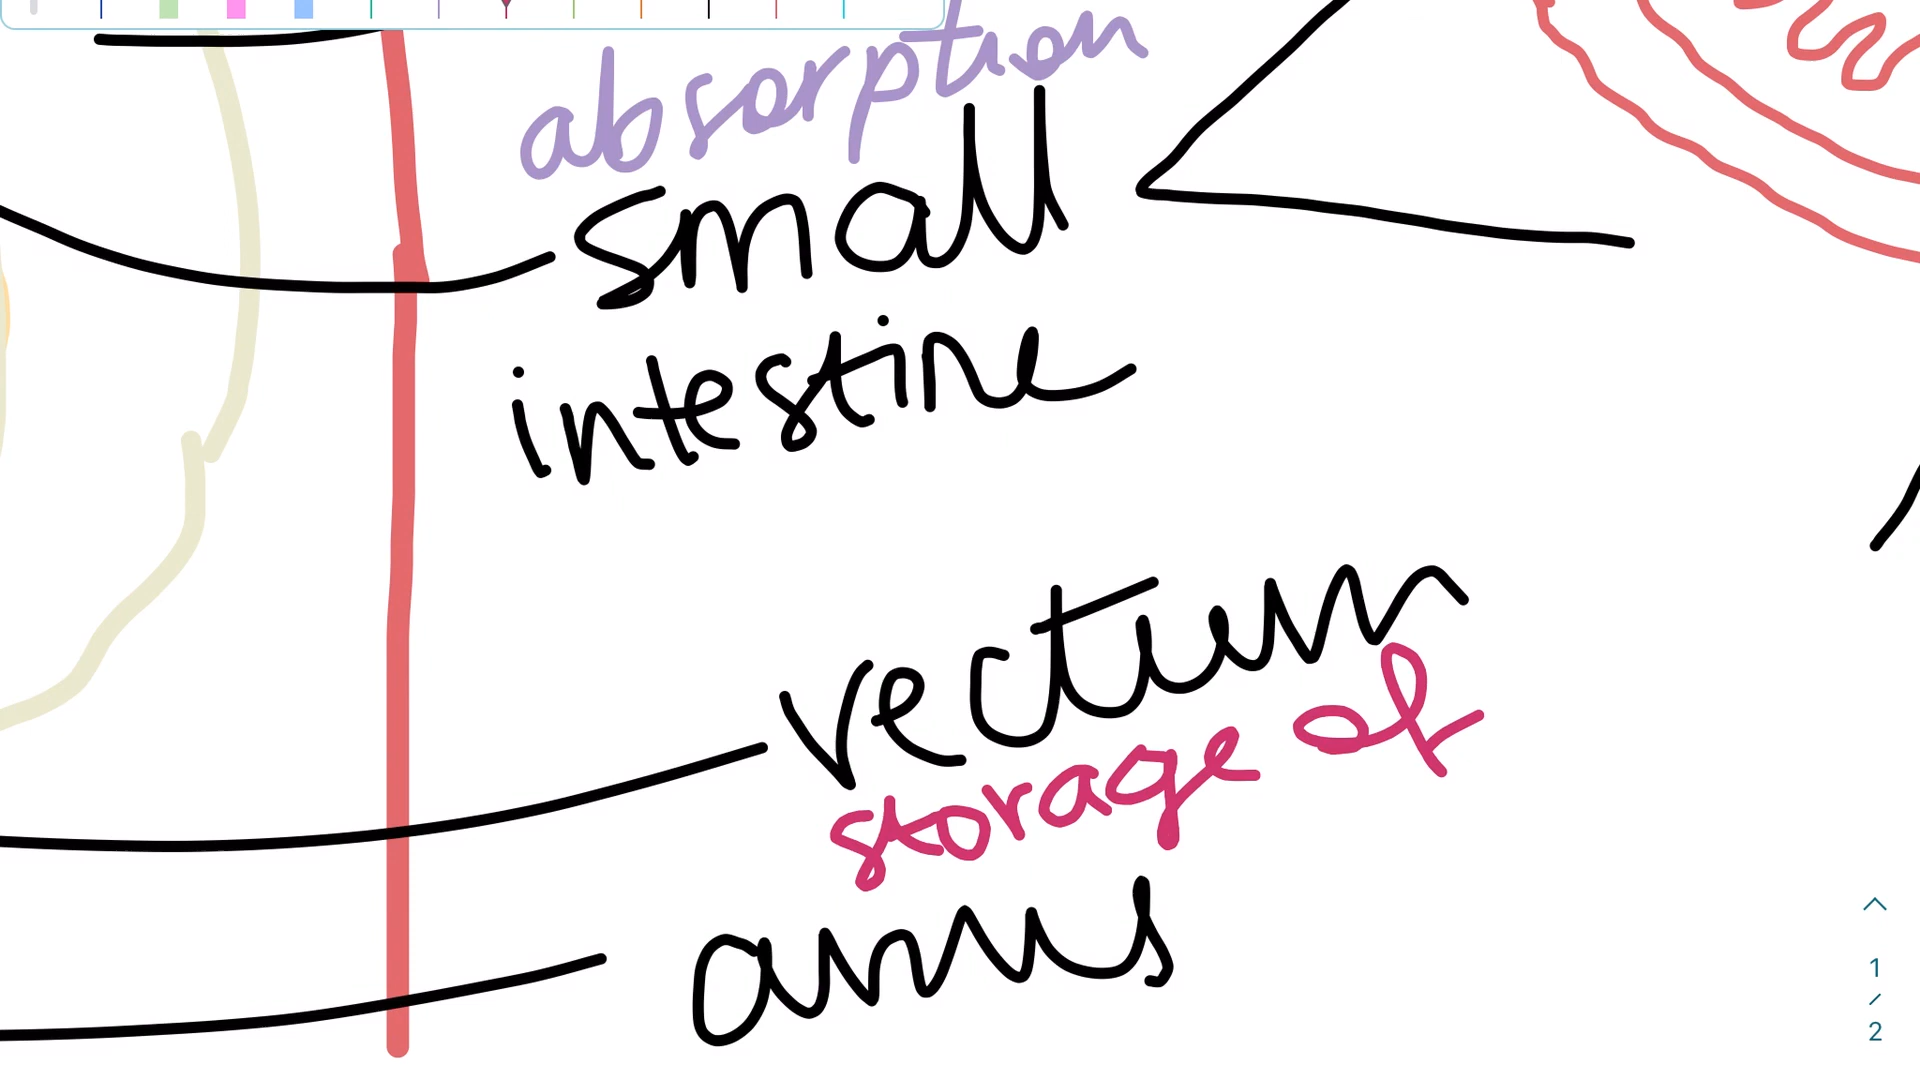 absorption
small
intestine
rectum
storage of
anus
1
/
2